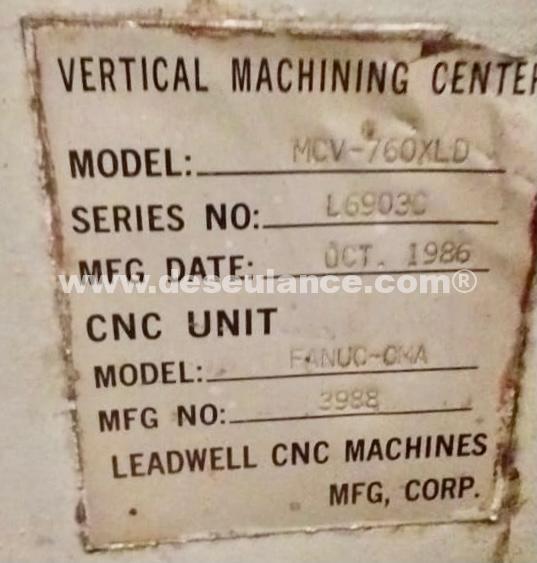 VERTICAL MACHINING CENTER
MODEL: MCV-760XLD
SERIES NO: L6903C
MFG DATE: OCT. 1986
www.deseulance.com®
CNC UNIT
MODEL: FANUC-OMA
MFG NO: 3988
LEADWELL CNC MACHINES
MFG, CORP.